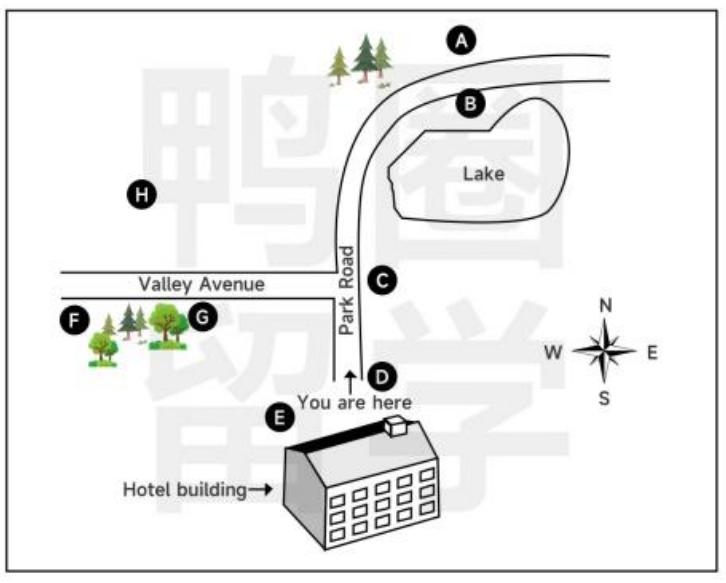 A
B
Lake
H
C
Park Road
Valley Avenue
F
G
N
W E
S
D
You are here
E
Hotel building
鸭圈
留学